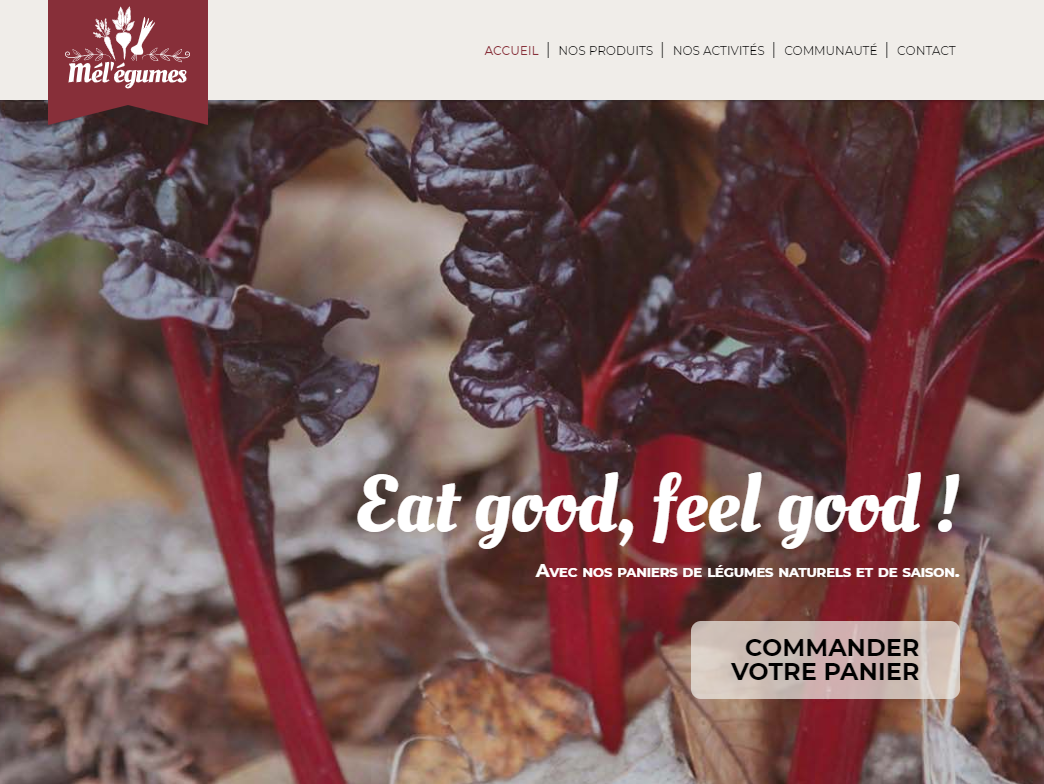 Mél'égumes
ACCUEIL | NOS PRODUITS | NOS ACTIVITÉS | COMMUNAUTÉ | CONTACT
Eat good, feel good !
AVEC NOS PANIERS DE LÉGUMES NATURELS ET DE SAISON.
COMMANDER
VOTRE PANIER